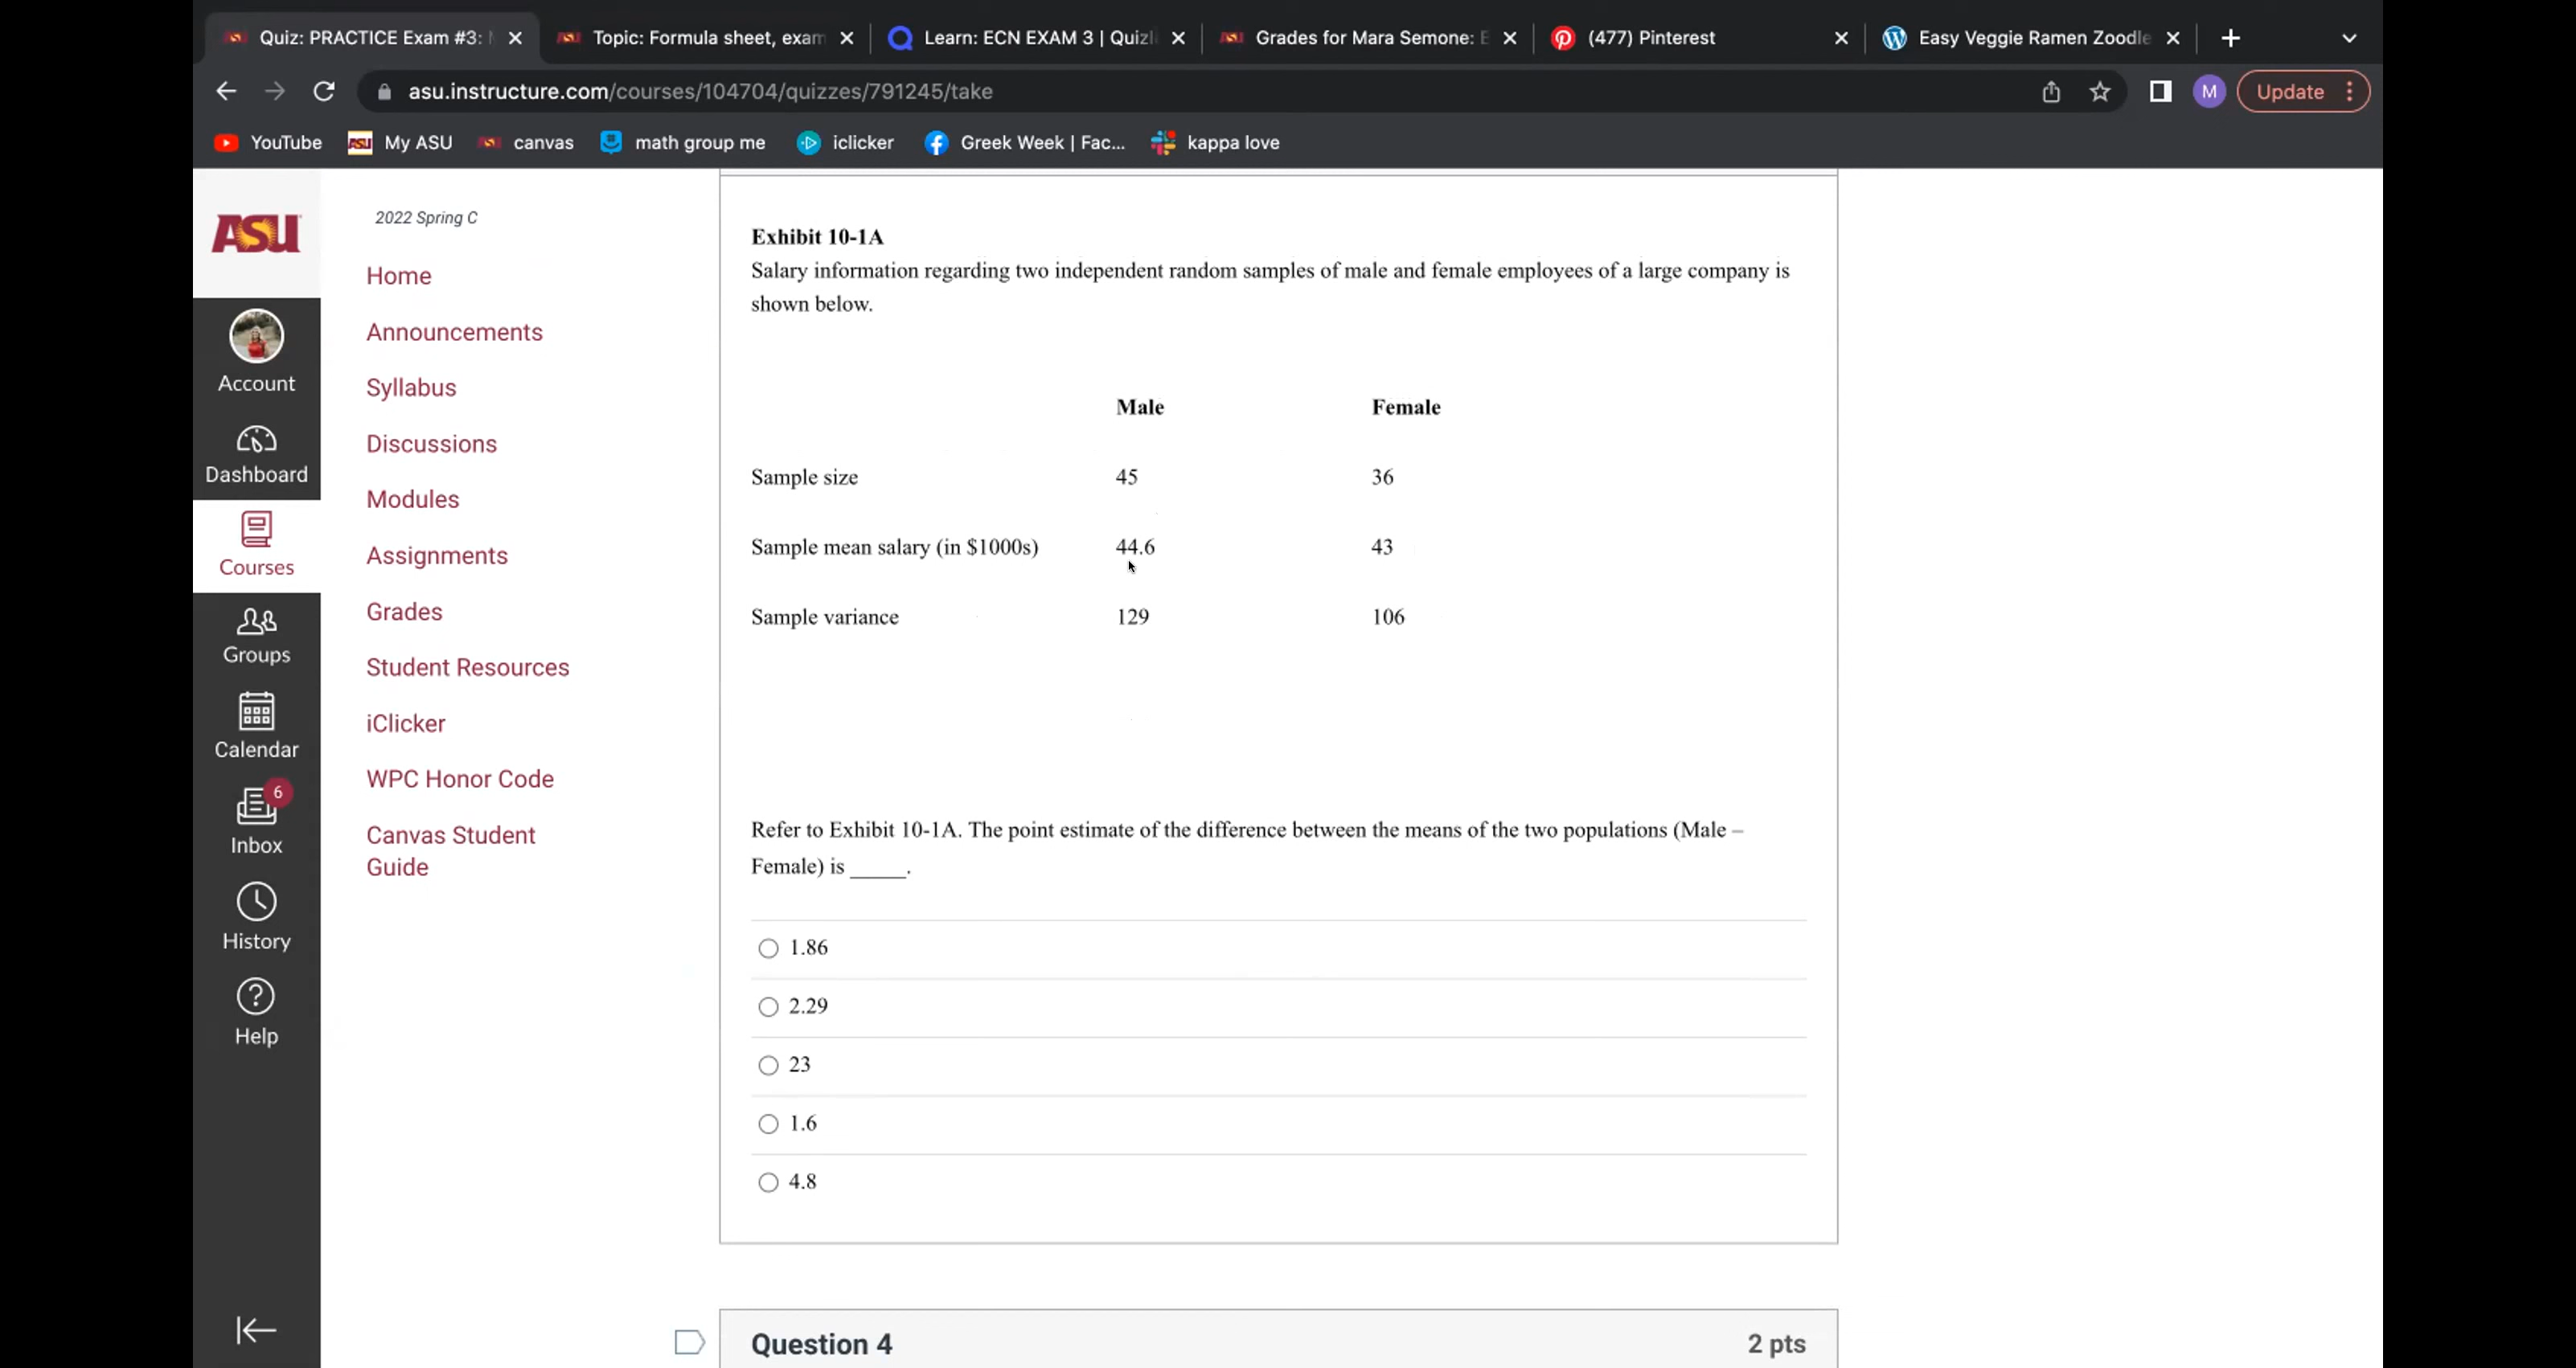 Quiz: PRACTICE Exam #3:
Topic: Formula sheet, exam
Learn: ECN EXAM 3 | Quizl
Grades for Mara Semone: E
(477) Pinterest
Easy Veggie Ramen Zoodle
asu.instructure.com/courses/104704/quizzes/791245/take
M
Update
YouTube
My ASU
canvas
math group me
iclicker
Greek Week | Fac...
kappa love
ASU
Account
Dashboard
Courses
Groups
Calendar
6
Inbox
History
Help
2022 Spring C
Home
Announcements
Syllabus
Discussions
Modules
Assignments
Grades
Student Resources
iClicker
WPC Honor Code
Canvas Student
Guide
Exhibit 10-1A
Salary information regarding two independent random samples of male and female employees of a large company is
shown below.
Male Female
Sample size 45 36
Sample mean salary (in $1000s) 44.6 43
Sample variance 129 106
Refer to Exhibit 10-1A. The point estimate of the difference between the means of the two populations (Male –
Female) is _____.
1.86
2.29
23
1.6
4.8
Question 4 2 pts